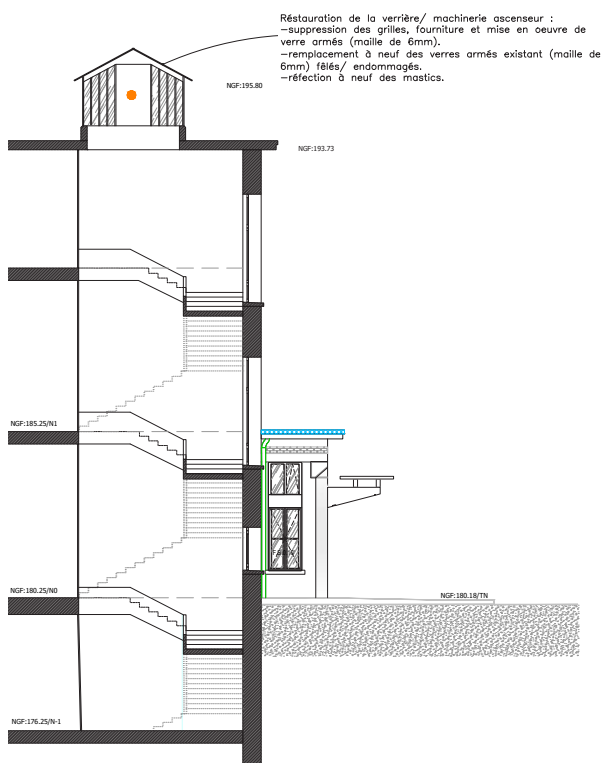 Réstauration de la verrière/ machinerie ascenseur :
–suppression des grilles, fourniture et mise en oeuvre de
verre armés (maille de 6mm).
–remplacement à neuf des verres armés existant (maille de
6mm) fêlés/ endommagés.
–réfection à neuf des mastics.
NGF:195.80
NGF:193.73
NGF:185.25/N1
NGF:180.25/N0
NGF:180.18/TN
NGF:176.25/N-1